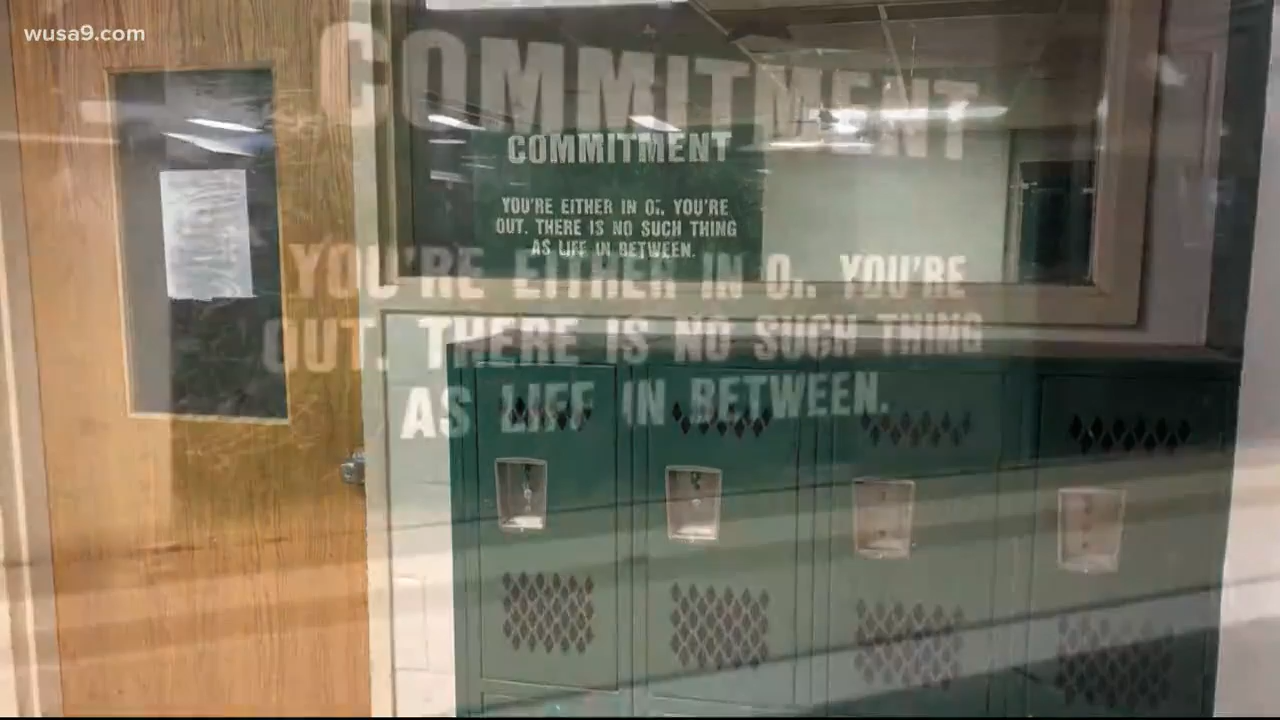 wusa9.com
COMMITMENT
COMMITMENT
YOU'RE EITHER IN O. YOU'RE
OUT. THERE IS NO SUCH THING
AS LIFE IN BETWEEN.
YOU'RE EITHER IN O. YOU'RE
OUT. THERE IS NO SUCH THING
AS LIFE IN BETWEEN.